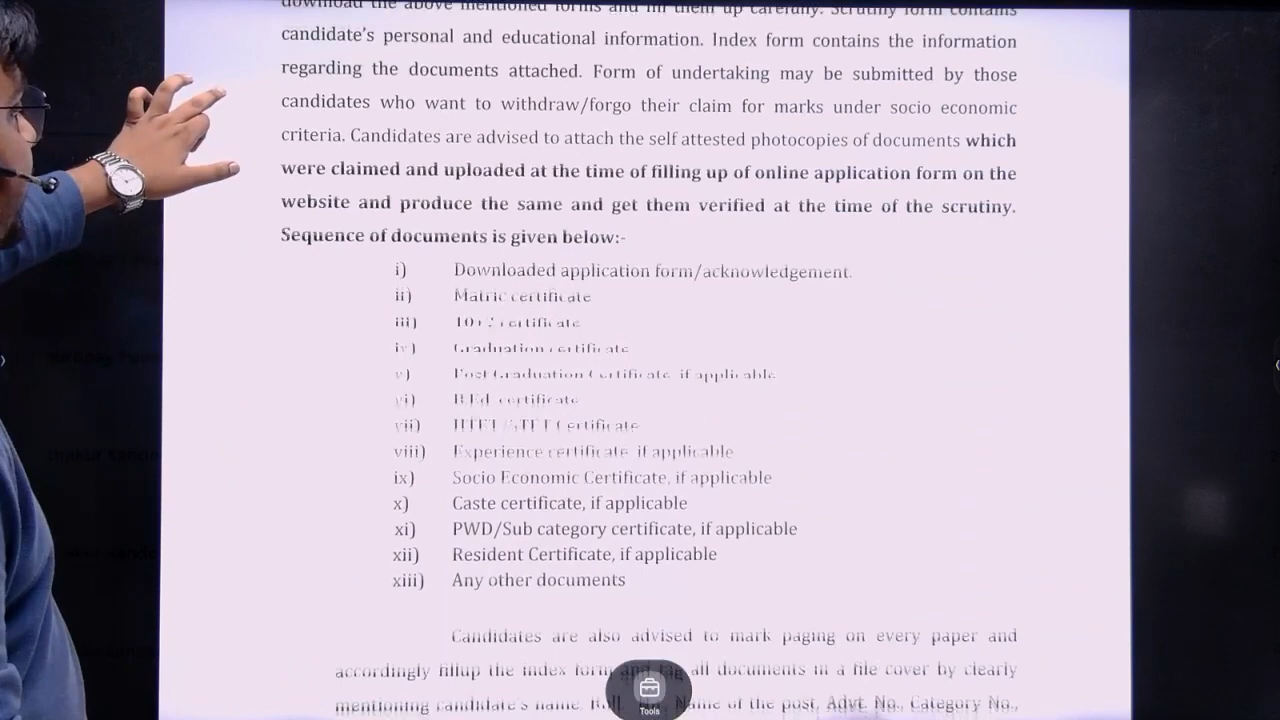 download the above mentioned forms and fill them up carefully. Scrutiny form contains
candidate's personal and educational information. Index form contains the information
regarding the documents attached. Form of undertaking may be submitted by those
candidates who want to withdraw/forgo their claim for marks under socio economic
criteria. Candidates are advised to attach the self attested photocopies of documents which
were claimed and uploaded at the time of filling up of online application form on the
website and produce the same and get them verified at the time of the scrutiny.
Sequence of documents is given below:-
i) Downloaded application form/acknowledgement.
ii) Matric certificate
iii) 10+2 certificate
iv) Graduation certificate
v) Post Graduation Certificate, if applicable
vi) B.Ed certificate
vii) HTET/STET Certificate
viii) Experience certificate, if applicable
ix) Socio Economic Certificate, if applicable
x) Caste certificate, if applicable
xi) PWD/Sub category certificate, if applicable
xii) Resident Certificate, if applicable
xiii) Any other documents
Candidates are also advised to mark paging on every paper and
accordingly fillup the index form and tag all documents in a file cover by clearly
mentioning candidate's name, Roll. No., Name of the post, Advt. No., Category No.,
Tools